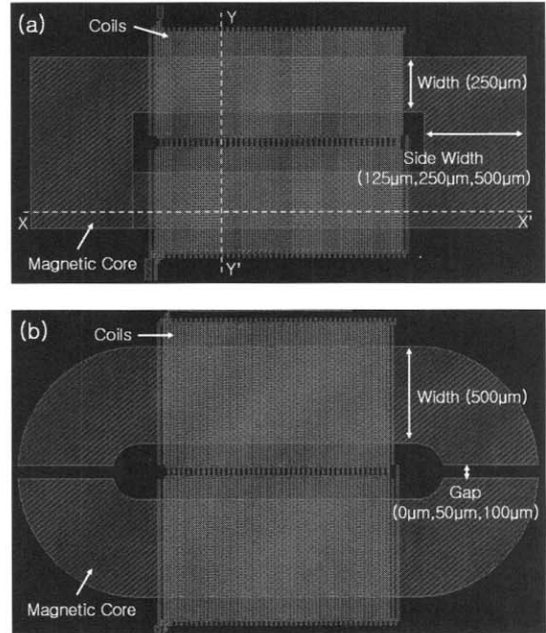 (a)
Coils
Y
Width (250μm)
Side Width
(125μm,250μm,500μm)
X
X'
Magnetic Core
Y'
(b)
Coils
Width (500μm)
Gap
(0μm,50μm,100μm)
Magnetic Core